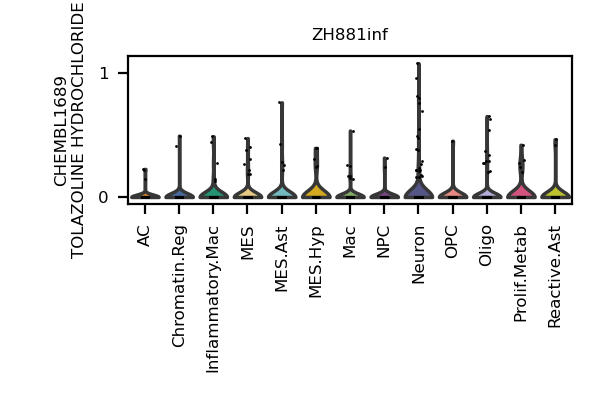 ZH881inf
CHEMBL1689
TOLAZOLINE HYDROCHLORIDE
1
0
AC
Chromatin.Reg
Inflammatory.Mac
MES
MES.Ast
MES.Hyp
Mac
NPC
Neuron
OPC
Oligo
Prolif.Metab
Reactive.Ast